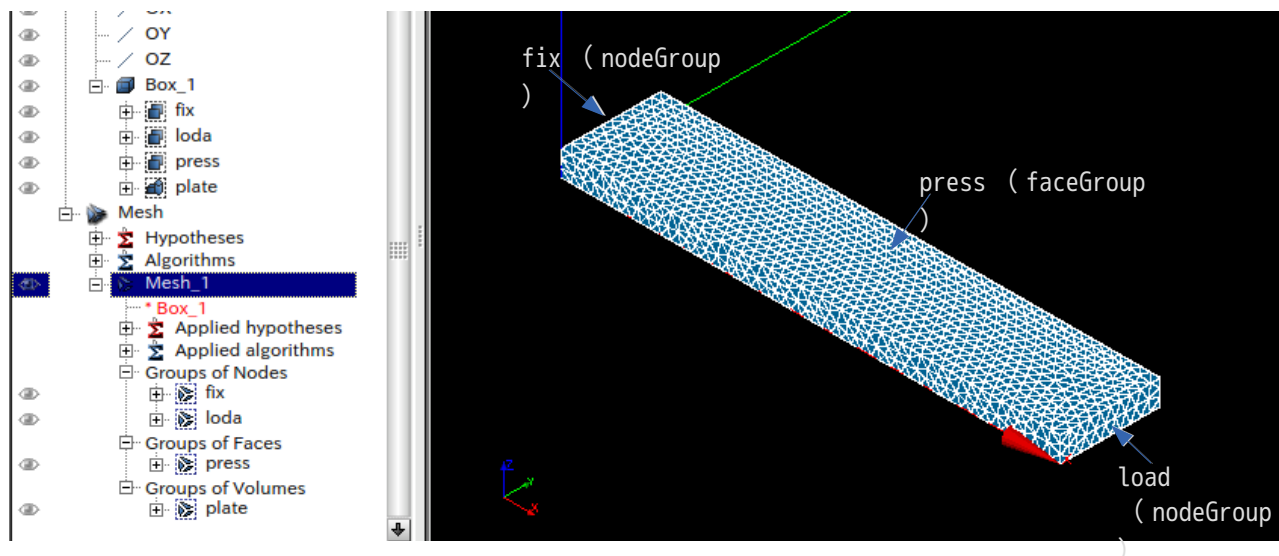 OX
OY
OZ
Box_1
fix
loda
press
plate
Mesh
Hypotheses
Algorithms
Mesh_1
* Box_1
Applied hypotheses
Applied algorithms
Groups of Nodes
fix
loda
Groups of Faces
press
Groups of Volumes
plate
fix （nodeGroup
）
press （faceGroup
）
load
（nodeGroup
）
Z
Y
X